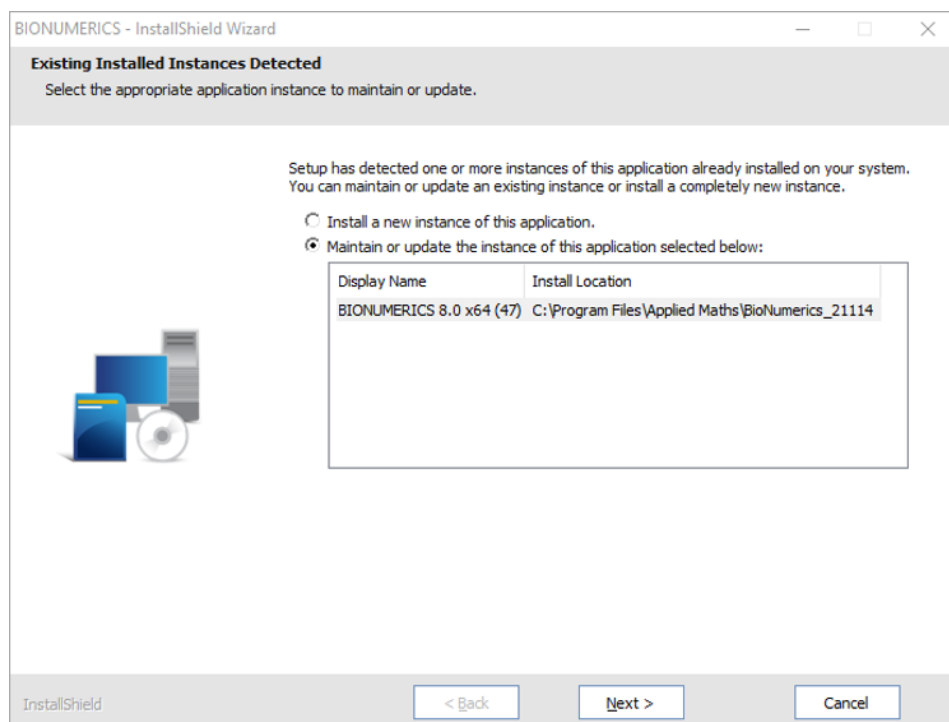 BIONUMERICS - InstallShield Wizard
Existing Installed Instances Detected
Select the appropriate application instance to maintain or update.
Setup has detected one or more instances of this application already installed on your system.
You can maintain or update an existing instance or install a completely new instance.
Install a new instance of this application.
Maintain or update the instance of this application selected below:
Display Name Install Location
BIONUMERICS 8.0 x64 (47) C:\Program Files\Applied Maths\BioNumerics_21114
InstallShield < Back Next > Cancel